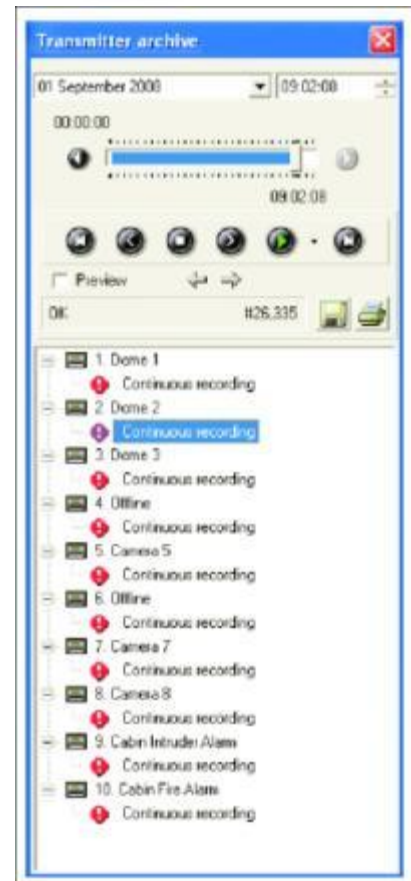 Transmitter archive
01 September 2008 09:02:08
00:00:00
09:02:08
Preview
OK #26,335
1. Dome 1
Continuous recording
2. Dome 2
Continuous recording
3. Dome 3
Continuous recording
4. Offline
Continuous recording
5. Camera 5
Continuous recording
6. Offline
Continuous recording
7. Camera 7
Continuous recording
8. Camera 8
Continuous recording
9. Cabin Intruder Alarm
Continuous recording
10. Cabin Fire Alarm
Continuous recording